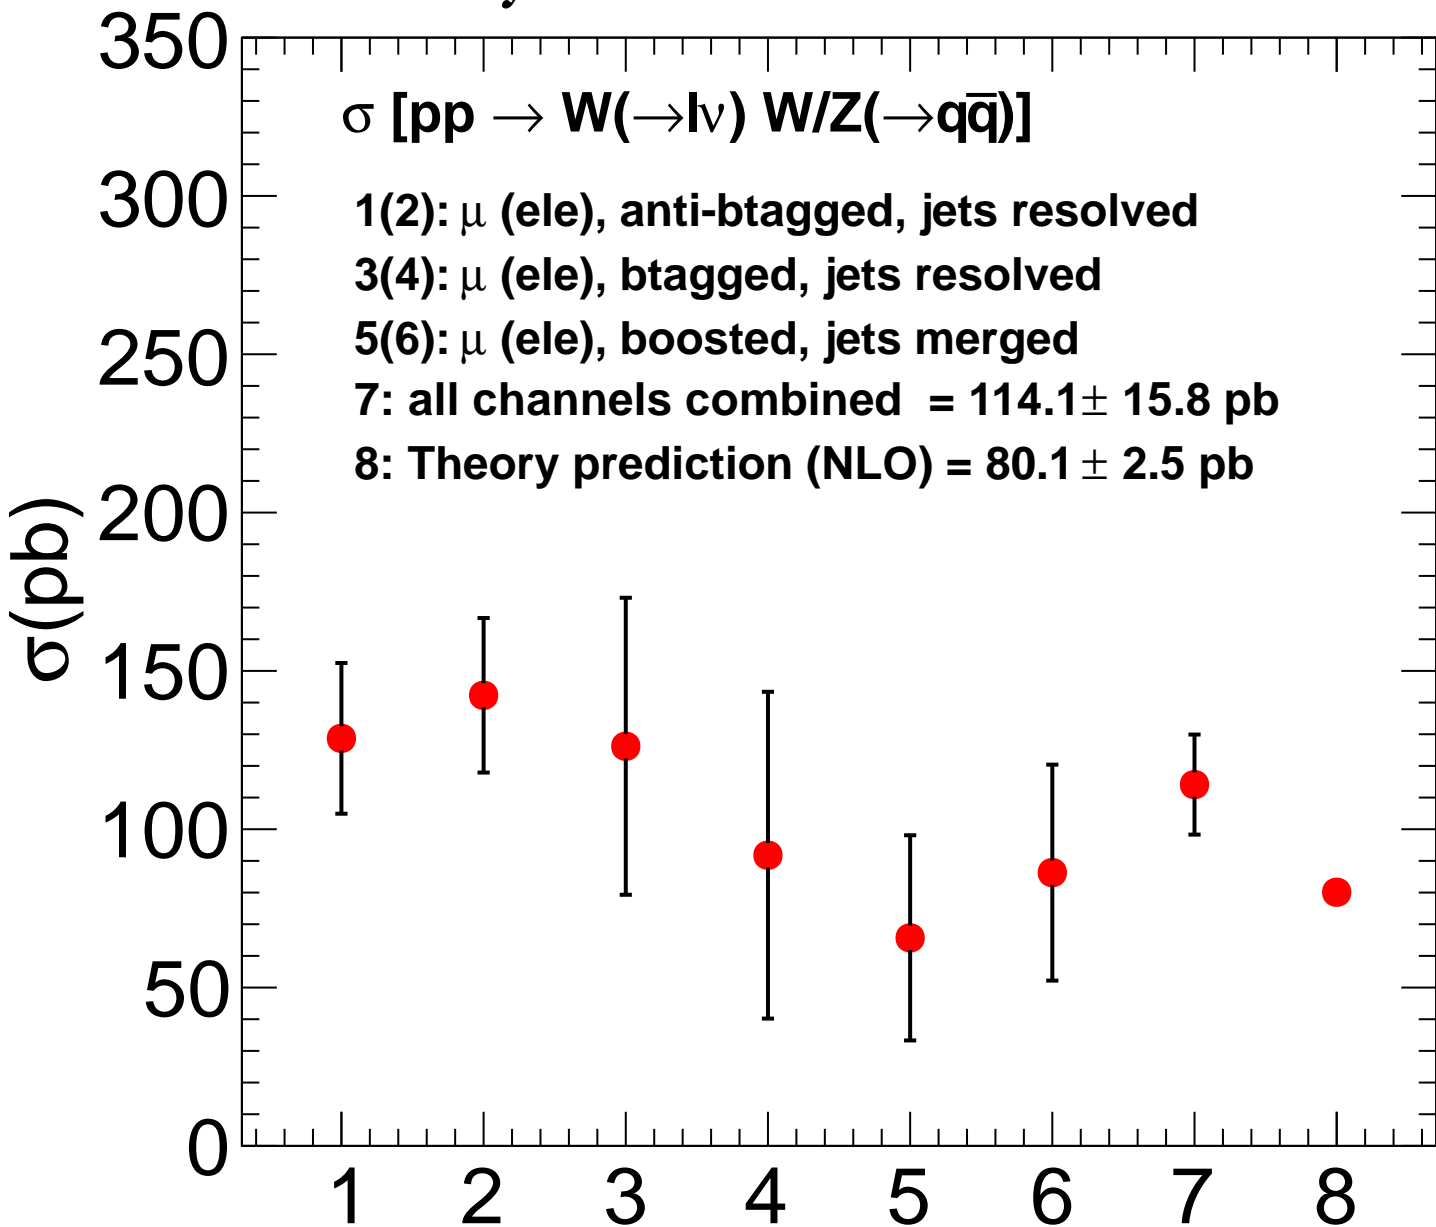 350
σ [pp → W(→lν) W/Z(→qq̅)]
300
1(2): μ (ele), anti-btagged, jets resolved
3(4): μ (ele), btagged, jets resolved
250
5(6): μ (ele), boosted, jets merged
7: all channels combined = 114.1± 15.8 pb
8: Theory prediction (NLO) = 80.1 ± 2.5 pb
200
σ(pb)
150
100
50
0
1 2 3 4 5 6 7 8